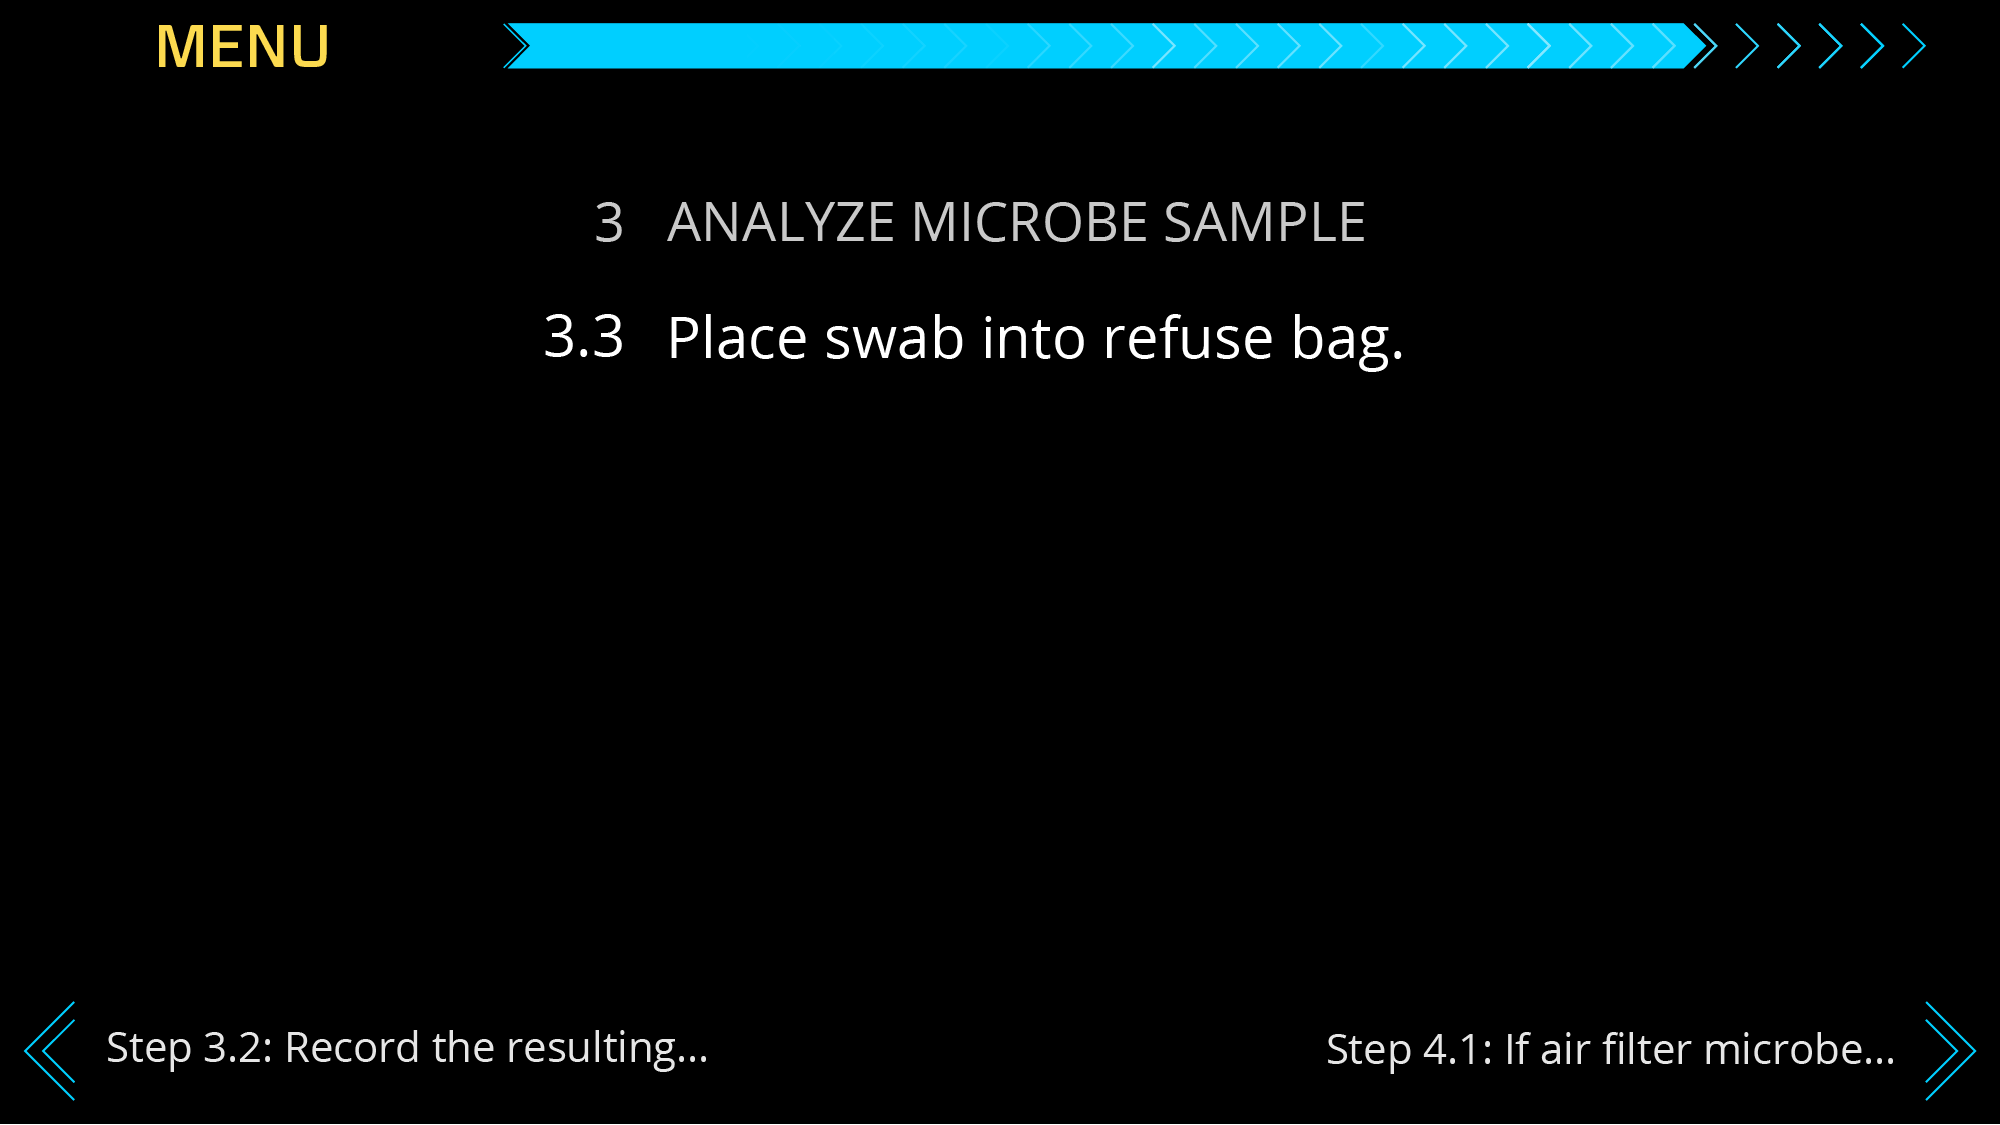 MENU
3 ANALYZE MICROBE SAMPLE
3.3 Place swab into refuse bag.
Step 3.2: Record the resulting...
Step 4.1: If air filter microbe...